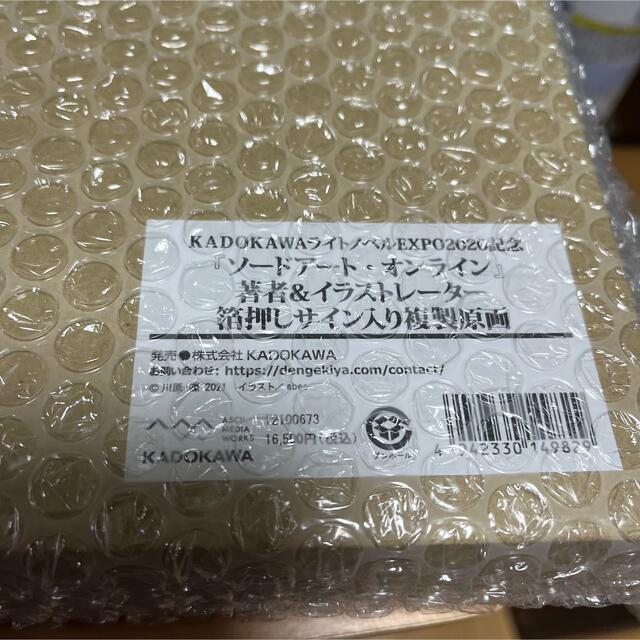 KADOKAWAライトノベルEXPO2020記念
『ソードアート・オンライン』
著者&イラストレーター
箔押しサイン入り複製原画
発売●株式会社 KADOKAWA
お問い合わせ: https://dengekiya.com/contact/
© 川原 礫 2021 イラスト/abec
ASCII
MEDIA
WORKS
KADOKAWA
12100673
16,500円(税込)
ダンボール
4 942330 149829